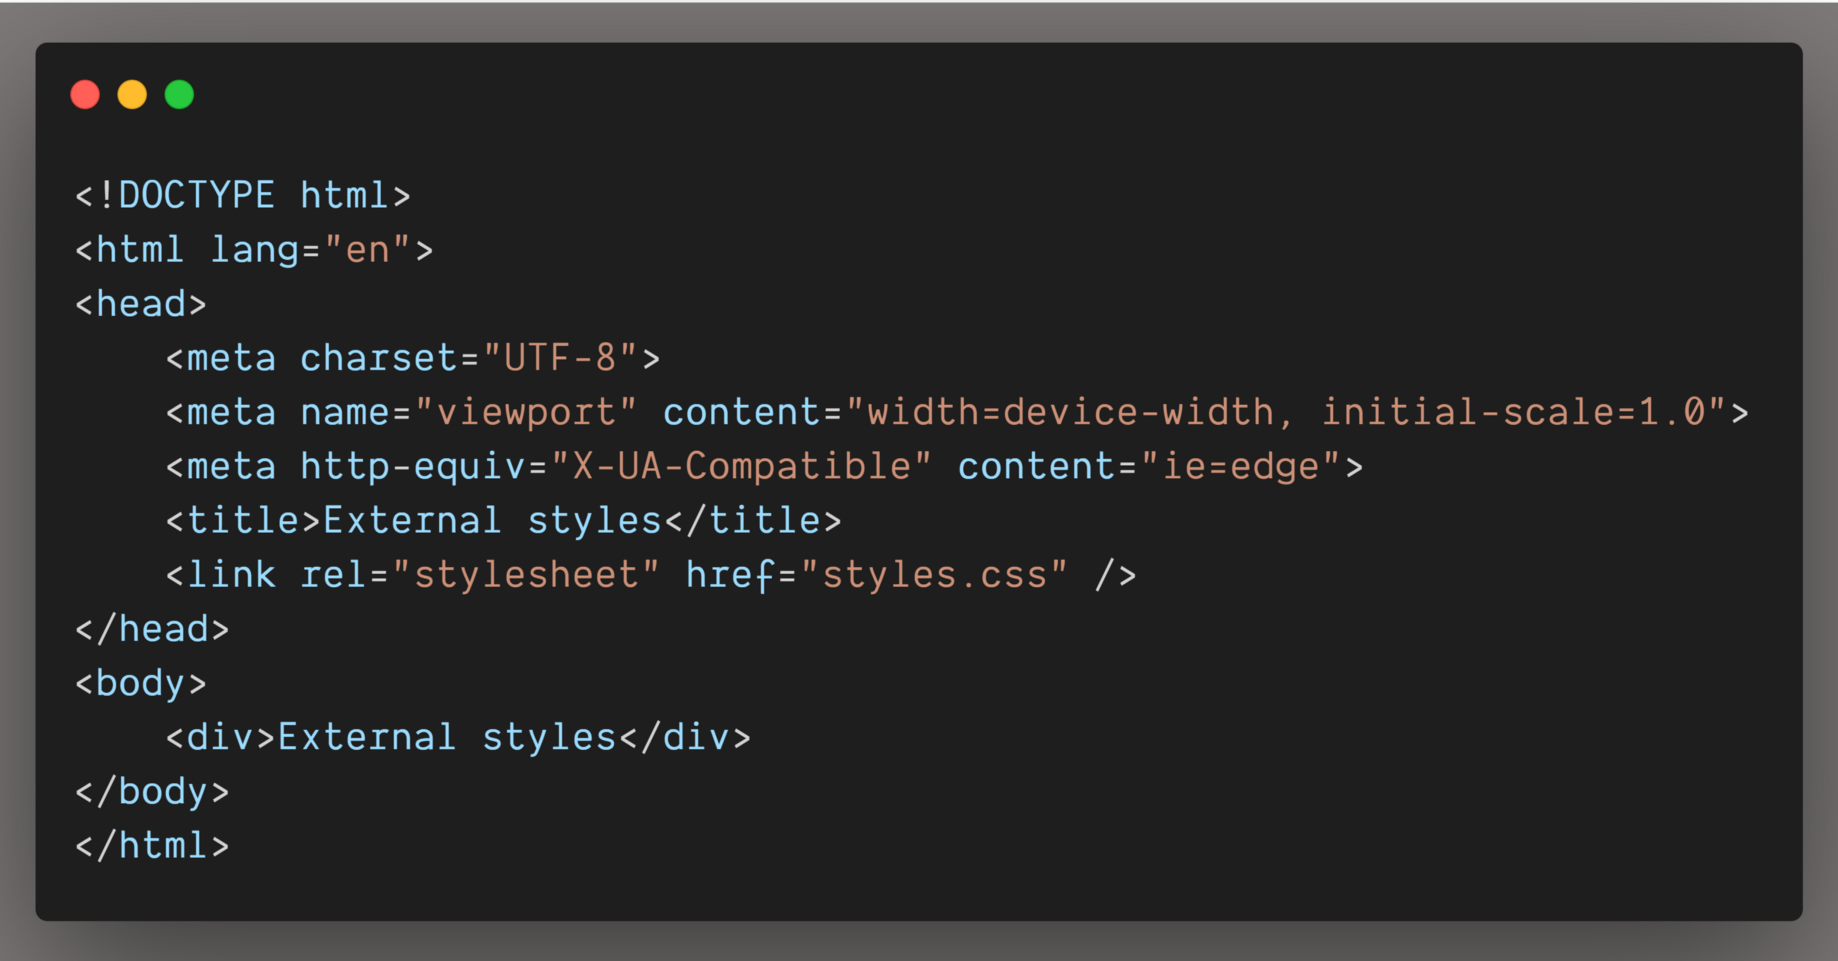 <!DOCTYPE html>
<html lang="en">
<head>
    <meta charset="UTF-8">
    <meta name="viewport" content="width=device-width, initial-scale=1.0">
    <meta http-equiv="X-UA-Compatible" content="ie=edge">
    <title>External styles</title>
    <link rel="stylesheet" href="styles.css" />
</head>
<body>
    <div>External styles</div>
</body>
</html>